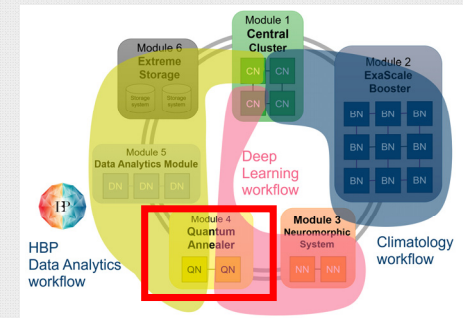 Module 1
Central
Cluster
CN
CN
CN
CN
Module 6
Extreme
Storage
Storage
system
Storage
system
Module 2
ExaScale
Booster
BN
BN
BN
BN
BN
BN
BN
BN
BN
Module 5
Data Analytics Module
DN
DN
DN
Deep
Learning
workflow
HBP
HBP
Data Analytics
workflow
Module 4
Quantum
Annealer
QN
QN
Module 3
Neuromorphic
System
NN
NN
Climatology
workflow